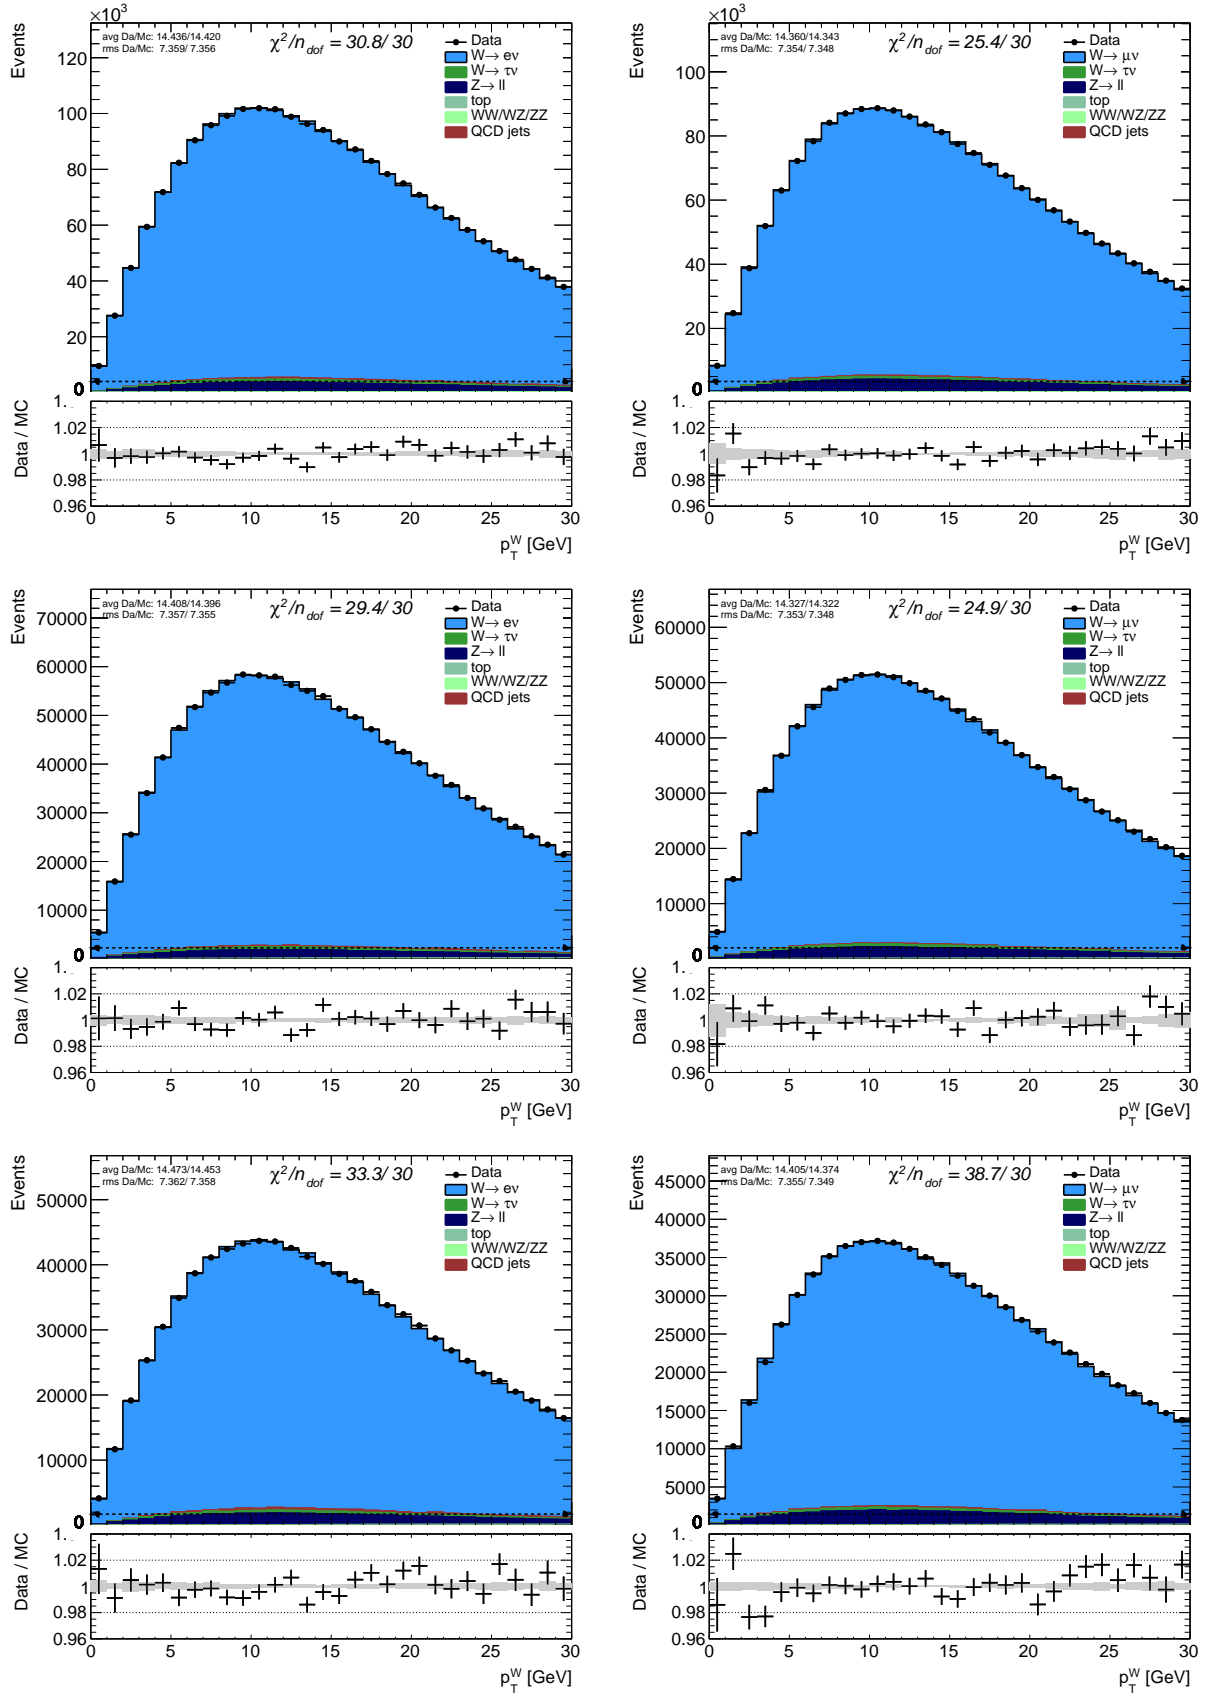 ×10³
Events
avg Da/Mc: 14.436/14.420
rms Da/Mc: 7.359/ 7.356
χ²/n_dof = 30.8/ 30
Data
W→ eν
W→ τν
Z→ ll
top
WW/WZ/ZZ
QCD jets
120
100
80
60
40
20
0
Data / MC
1.
1.02
1
0.98
0.96
0 5 10 15 20 25 30
p_T^W [GeV]
×10³
Events
avg Da/Mc: 14.360/14.343
rms Da/Mc: 7.354/ 7.348
χ²/n_dof = 25.4/ 30
Data
W→ μν
W→ τν
Z→ ll
top
WW/WZ/ZZ
QCD jets
100
80
60
40
20
0
Data / MC
1.
1.02
1
0.98
0.96
0 5 10 15 20 25 30
p_T^W [GeV]
Events
avg Da/Mc: 14.408/14.396
rms Da/Mc: 7.357/ 7.355
χ²/n_dof = 29.4/ 30
Data
W→ eν
W→ τν
Z→ ll
top
WW/WZ/ZZ
QCD jets
70000
60000
50000
40000
30000
20000
10000
0
Data / MC
1.
1.02
1
0.98
0.96
0 5 10 15 20 25 30
p_T^W [GeV]
Events
avg Da/Mc: 14.327/14.322
rms Da/Mc: 7.353/ 7.348
χ²/n_dof = 24.9/ 30
Data
W→ μν
W→ τν
Z→ ll
top
WW/WZ/ZZ
QCD jets
60000
50000
40000
30000
20000
10000
0
Data / MC
1.
1.02
1
0.98
0.96
0 5 10 15 20 25 30
p_T^W [GeV]
Events
avg Da/Mc: 14.473/14.453
rms Da/Mc: 7.362/ 7.358
χ²/n_dof = 33.3/ 30
Data
W→ eν
W→ τν
Z→ ll
top
WW/WZ/ZZ
QCD jets
50000
40000
30000
20000
10000
0
Data / MC
1.
1.02
1
0.98
0.96
0 5 10 15 20 25 30
p_T^W [GeV]
Events
avg Da/Mc: 14.405/14.374
rms Da/Mc: 7.355/ 7.349
χ²/n_dof = 38.7/ 30
Data
W→ μν
W→ τν
Z→ ll
top
WW/WZ/ZZ
QCD jets
45000
40000
35000
30000
25000
20000
15000
10000
5000
0
Data / MC
1.
1.02
1
0.98
0.96
0 5 10 15 20 25 30
p_T^W [GeV]